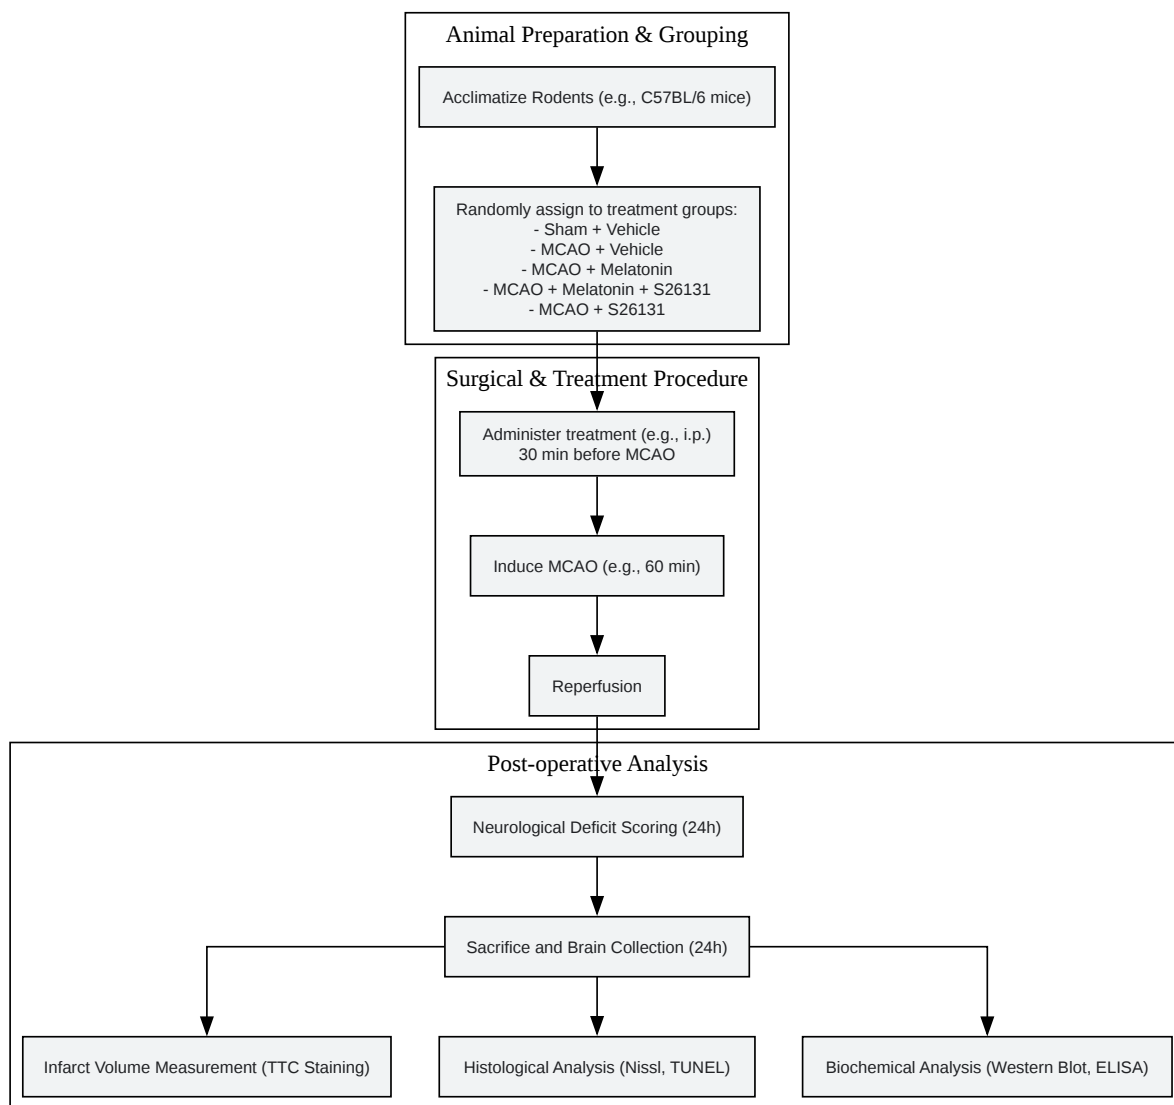 Animal Preparation & Grouping
Acclimatize Rodents (e.g., C57BL/6 mice)
Randomly assign to treatment groups:
- Sham + Vehicle
- MCAO + Vehicle
- MCAO + Melatonin
- MCAO + Melatonin + S26131
- MCAO + S26131
Surgical & Treatment Procedure
Administer treatment (e.g., i.p.)
30 min before MCAO
Induce MCAO (e.g., 60 min)
Reperfusion
Post-operative Analysis
Neurological Deficit Scoring (24h)
Sacrifice and Brain Collection (24h)
Infarct Volume Measurement (TTC Staining)
Histological Analysis (Nissl, TUNEL)
Biochemical Analysis (Western Blot, ELISA)